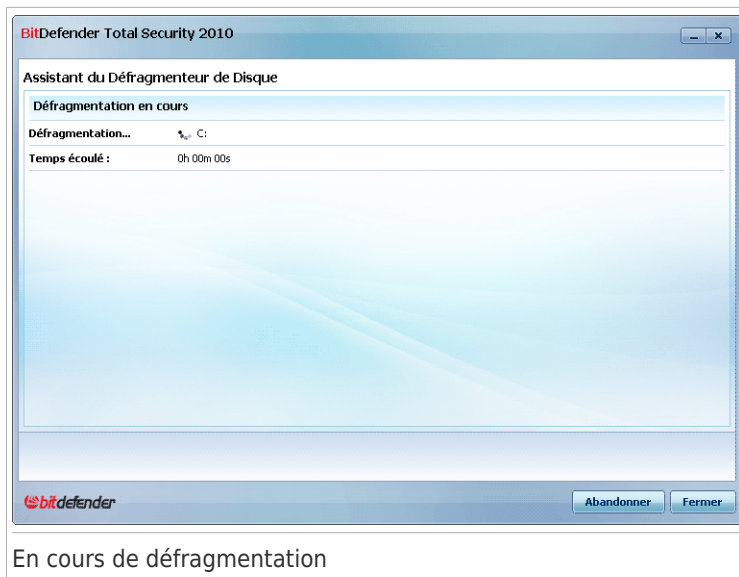 BitDefender Total Security 2010
Assistant du Défragmenteur de Disque
Défragmentation en cours
Défragmentation... C:
Temps écoulé : 0h 00m 00s
bitdefender
Abandonner Fermer
En cours de défragmentation